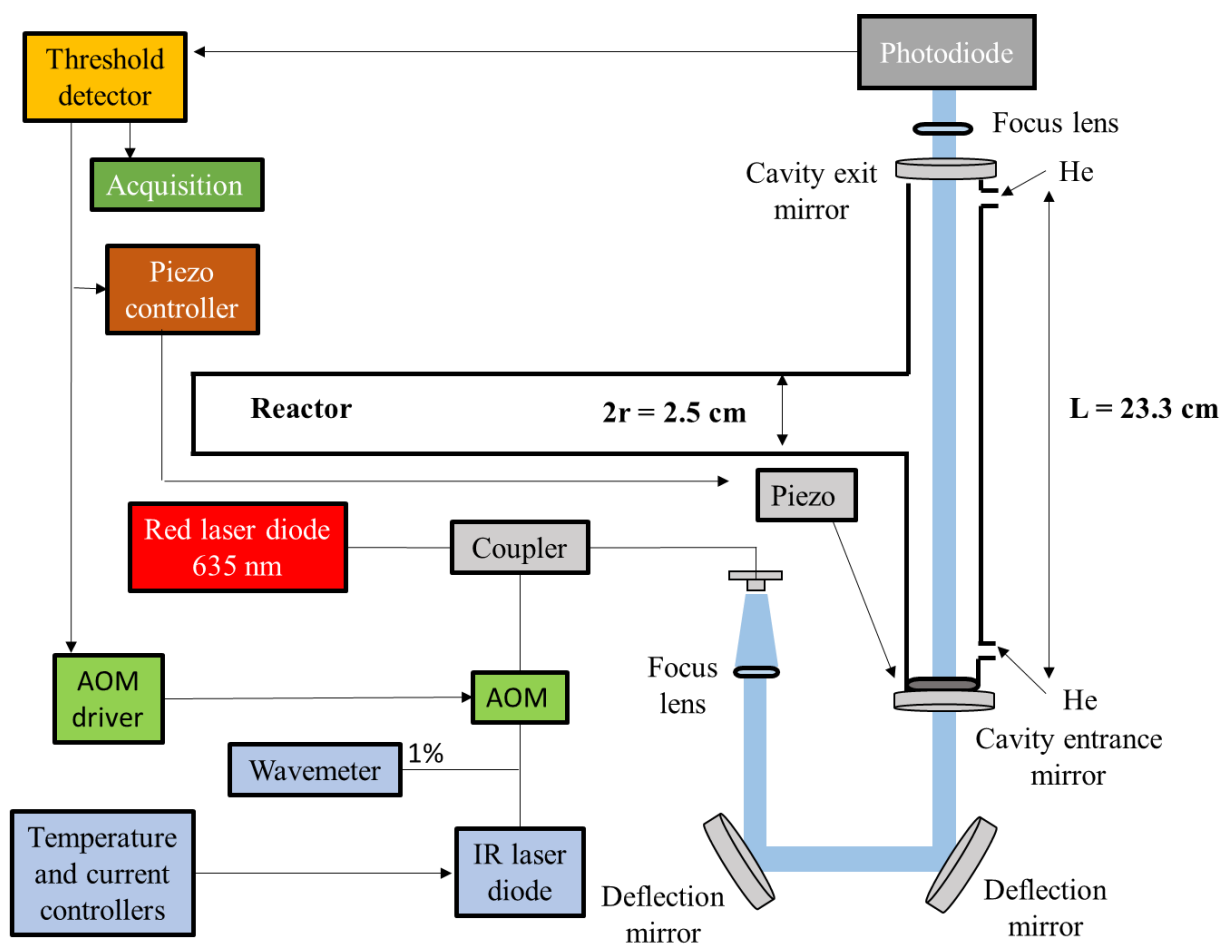 Threshold
detector
Photodiode
Focus lens
Acquisition
Cavity exit
mirror
He
Piezo
controller
Reactor
2r = 2.5 cm
L = 23.3 cm
Piezo
Red laser diode
635 nm
Coupler
Focus
lens
AOM
driver
AOM
He
Cavity entrance
mirror
Wavemeter
1%
Temperature
and current
controllers
IR laser
diode
Deflection
mirror
Deflection
mirror